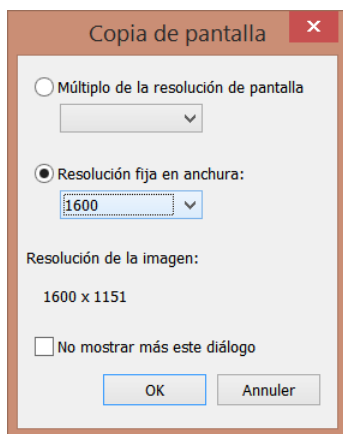 Copia de pantalla
Múltiplo de la resolución de pantalla
Resolución fija en anchura:
1600
Resolución de la imagen:
1600 x 1151
No mostrar más este diálogo
OK Annuler